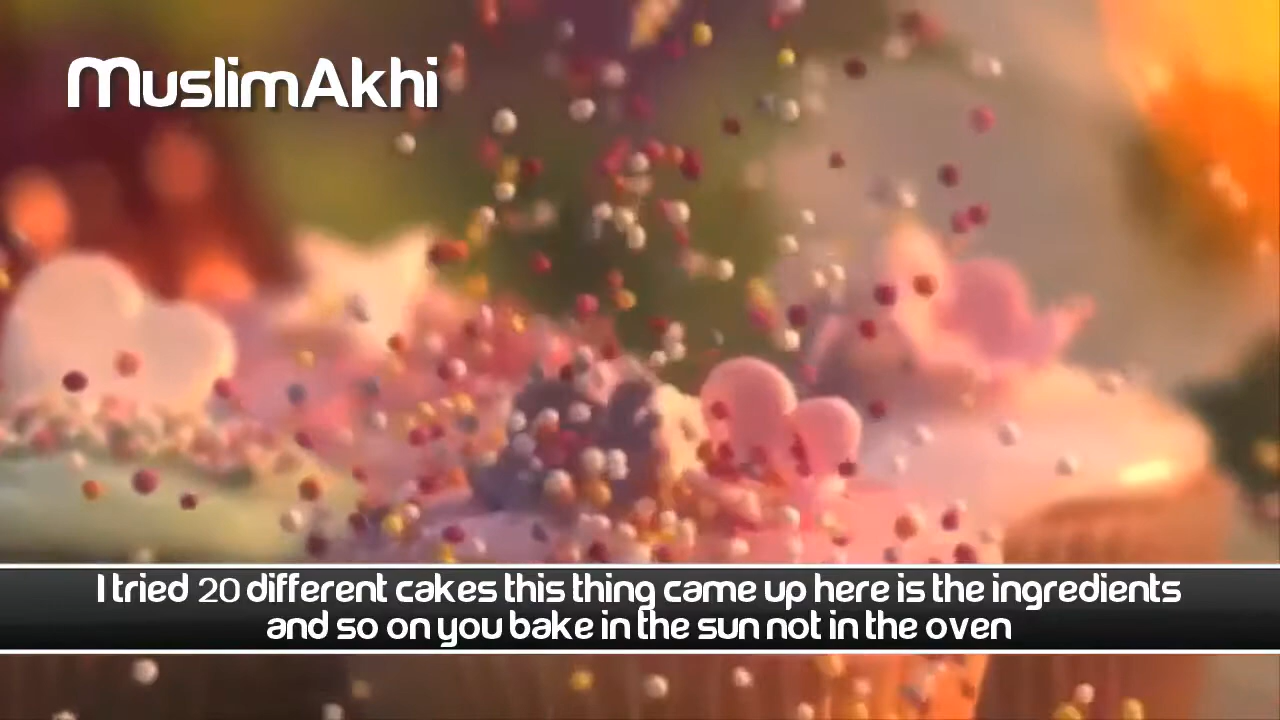 MuslimAkhi
I tried 20 different cakes this thing came up here is the ingredients
and so on you bake in the sun not in the oven